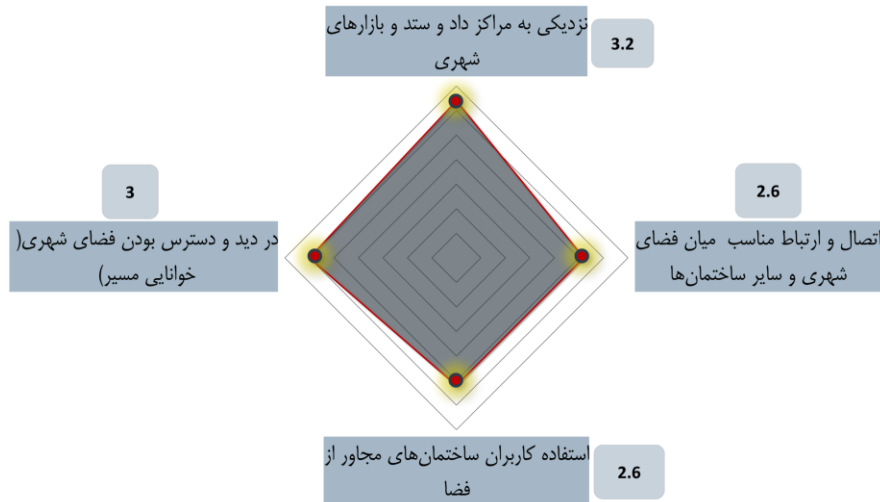 نزدیکی به مراکز داد و ستد و بازارهای
شهری
3.2
2.6
اتصال و ارتباط مناسب میان فضای
شهری و سایر ساختمان‌ها
3
در دید و دسترس بودن فضای شهری(
خوانایی مسیر)
استفاده کاربران ساختمان‌های مجاور از
فضا
2.6